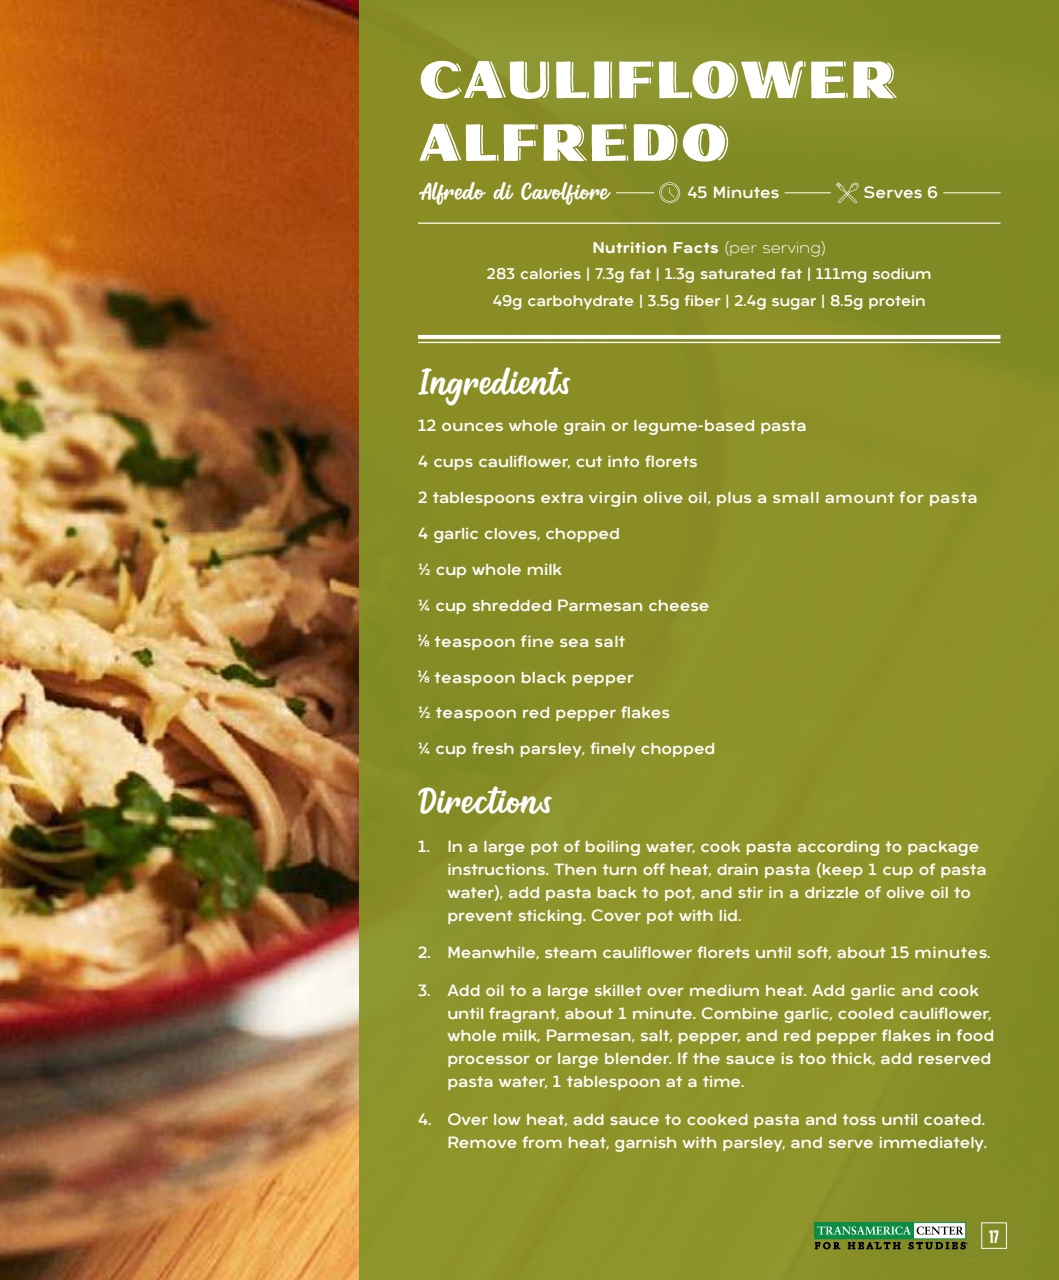 CAULIFLOWER
ALFREDO
Alfredo di Cavolfiore 45 Minutes Serves 6
Nutrition Facts (per serving)
283 calories | 7.3g fat | 1.3g saturated fat | 111mg sodium
49g carbohydrate | 3.5g fiber | 2.4g sugar | 8.5g protein
Ingredients
12 ounces whole grain or legume-based pasta
4 cups cauliflower, cut into florets
2 tablespoons extra virgin olive oil, plus a small amount for pasta
4 garlic cloves, chopped
½ cup whole milk
¼ cup shredded Parmesan cheese
⅛ teaspoon fine sea salt
⅛ teaspoon black pepper
½ teaspoon red pepper flakes
¼ cup fresh parsley, finely chopped
Directions
1. In a large pot of boiling water, cook pasta according to package
instructions. Then turn off heat, drain pasta (keep 1 cup of pasta
water), add pasta back to pot, and stir in a drizzle of olive oil to
prevent sticking. Cover pot with lid.
2. Meanwhile, steam cauliflower florets until soft, about 15 minutes.
3. Add oil to a large skillet over medium heat. Add garlic and cook
until fragrant, about 1 minute. Combine garlic, cooled cauliflower,
whole milk, Parmesan, salt, pepper, and red pepper flakes in food
processor or large blender. If the sauce is too thick, add reserved
pasta water, 1 tablespoon at a time.
4. Over low heat, add sauce to cooked pasta and toss until coated.
Remove from heat, garnish with parsley, and serve immediately.
TRANSAMERICA CENTER
FOR HEALTH STUDIES
17